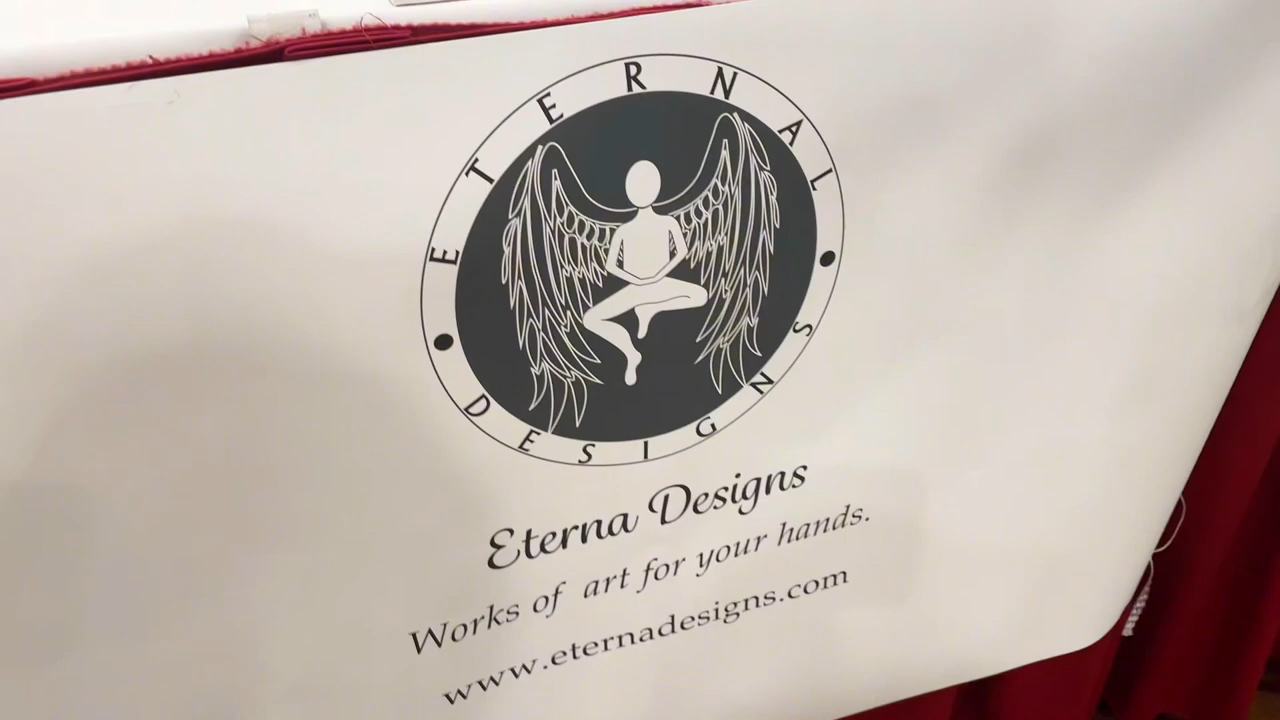 ETERNAL
DESIGNS
Eterna Designs
Works of art for your hands.
www.eternadesigns.com